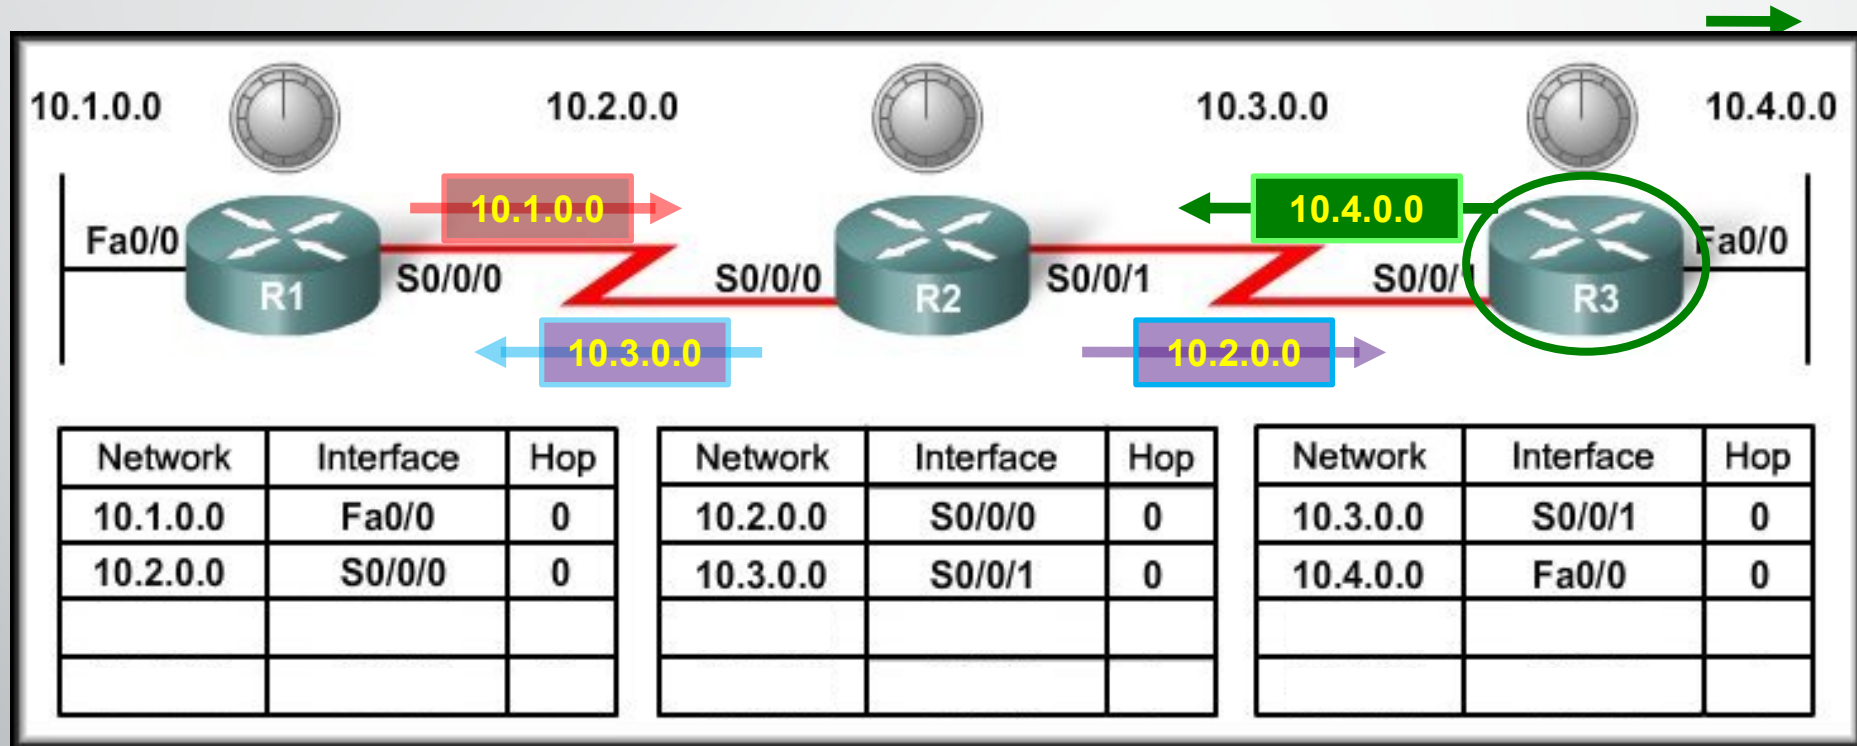 10.1.0.0 10.2.0.0 10.3.0.0 10.4.0.0
10.1.0.0 10.4.0.0
Fa0/0 Fa0/0
S0/0/0 S0/0/0 S0/0/1 S0/0/1
R1 R2 R3
10.3.0.0 10.2.0.0
Network Interface Hop
10.1.0.0 Fa0/0 0
10.2.0.0 S0/0/0 0
Network Interface Hop
10.2.0.0 S0/0/0 0
10.3.0.0 S0/0/1 0
Network Interface Hop
10.3.0.0 S0/0/1 0
10.4.0.0 Fa0/0 0